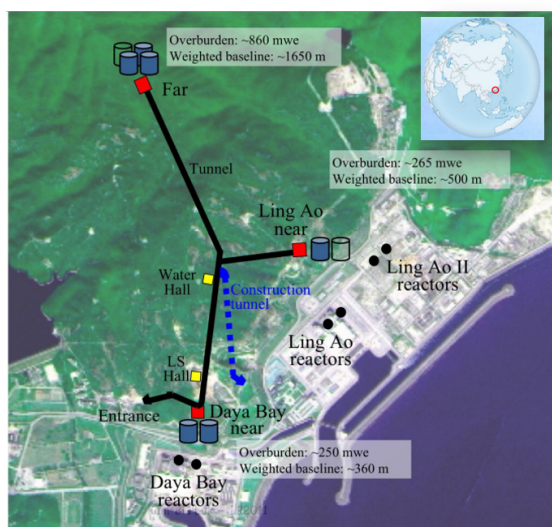 Overburden: ~860 mwe
Weighted baseline: ~1650 m
Far
Tunnel
Overburden: ~265 mwe
Weighted baseline: ~500 m
Ling Ao
near
Water
Hall
Construction
tunnel
Ling Ao II
reactors
Ling Ao
reactors
LS
Hall
Entrance
Daya Bay
near
Overburden: ~250 mwe
Weighted baseline: ~360 m
Daya Bay
reactors